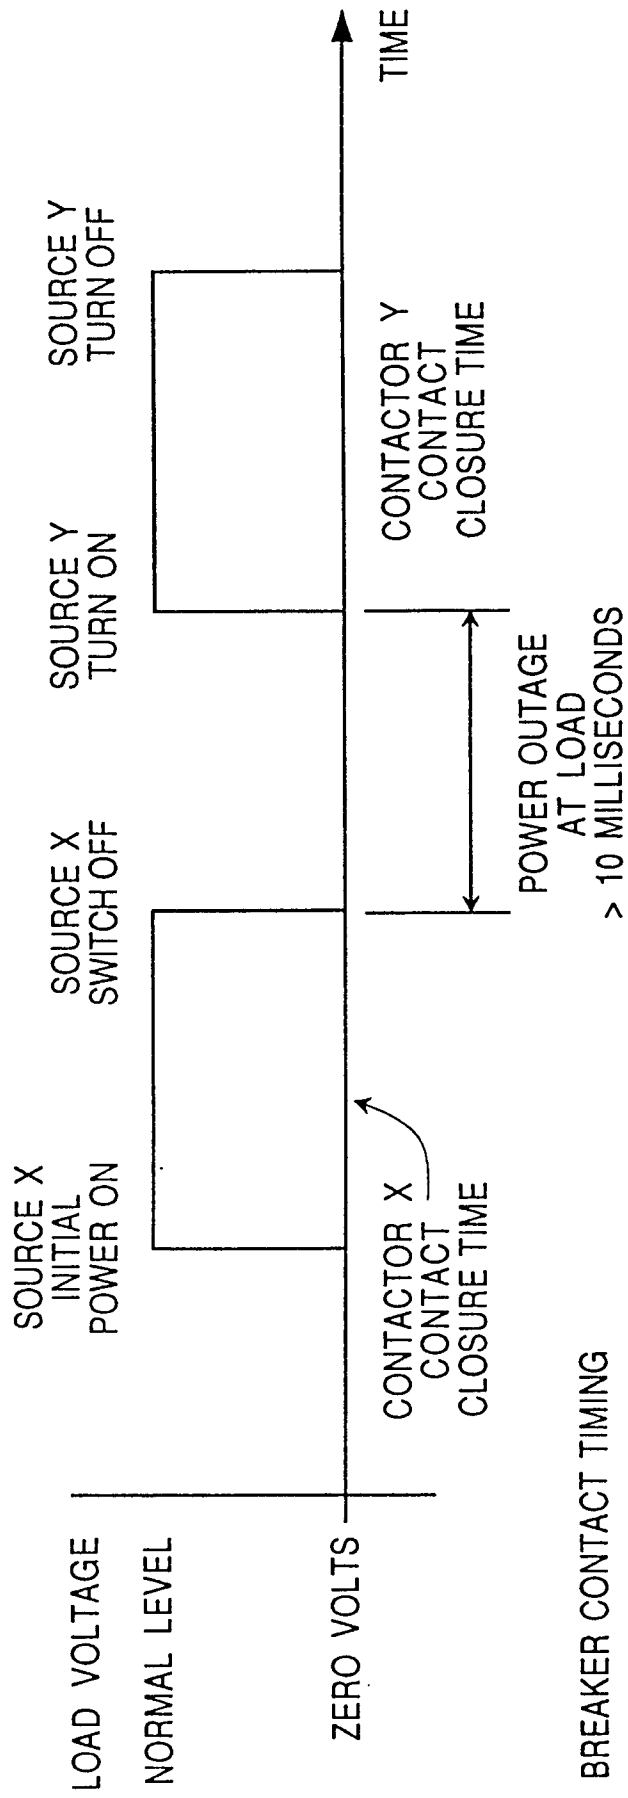 LOAD VOLTAGE
NORMAL LEVEL
ZERO VOLTS
SOURCE X
INITIAL
POWER ON
SOURCE X
SWITCH OFF
SOURCE Y
TURN ON
SOURCE Y
TURN OFF
TIME
CONTACTOR X
CONTACT
CLOSURE TIME
CONTACTOR Y
CONTACT
CLOSURE TIME
POWER OUTAGE
AT LOAD
> 10 MILLISECONDS
BREAKER CONTACT TIMING